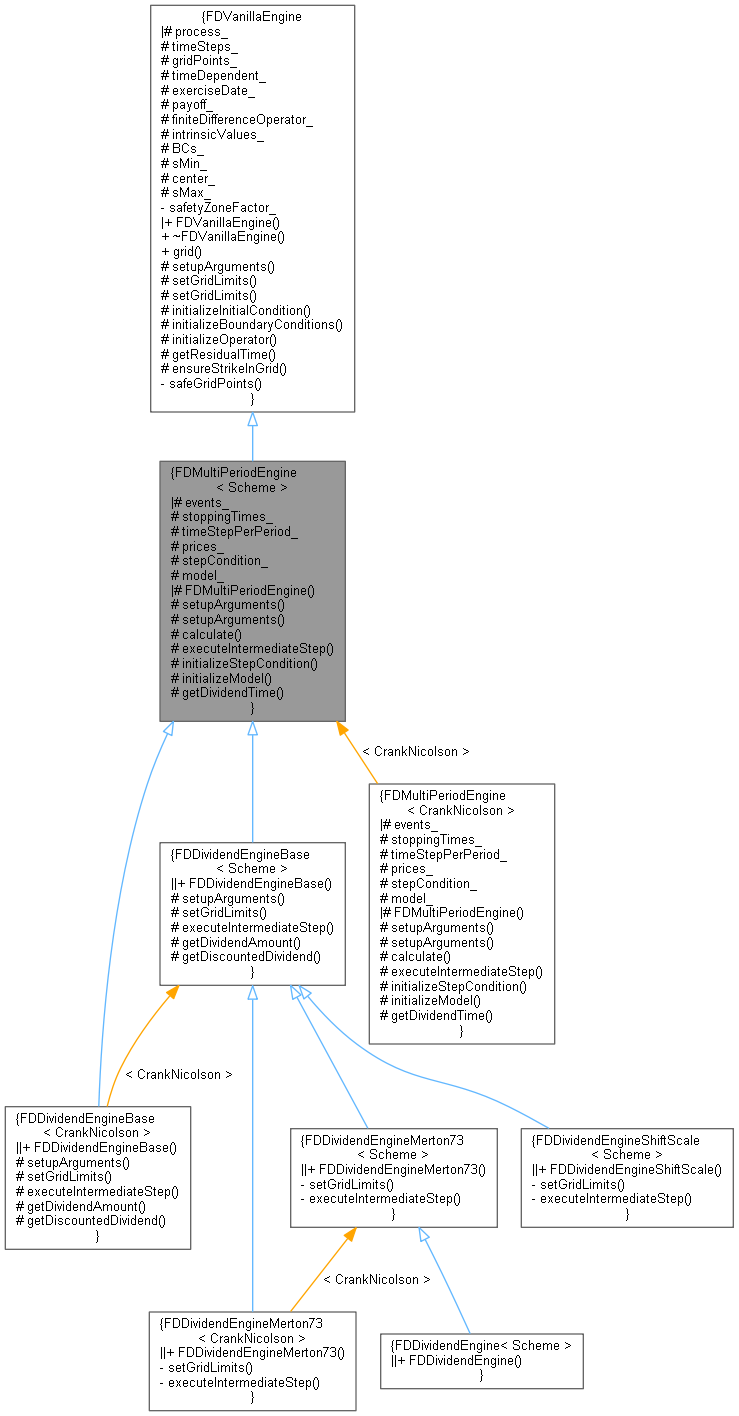 {FDVanillaEngine
|# process_
# timeSteps_
# gridPoints_
# timeDependent_
# exerciseDate_
# payoff_
# finiteDifferenceOperator_
# intrinsicValues_
# BCs_
# sMin_
# center_
# sMax_
- safetyZoneFactor_
|+ FDVanillaEngine()
+ ~FDVanillaEngine()
+ grid()
# setupArguments()
# setGridLimits()
# setGridLimits()
# initializeInitialCondition()
# initializeBoundaryConditions()
# initializeOperator()
# getResidualTime()
# ensureStrikeInGrid()
- safeGridPoints()
}
{FDMultiPeriodEngine
< Scheme >
|# events_
# stoppingTimes_
# timeStepPerPeriod_
# prices_
# stepCondition_
# model_
|# FDMultiPeriodEngine()
# setupArguments()
# setupArguments()
# calculate()
# executeIntermediateStep()
# initializeStepCondition()
# initializeModel()
# getDividendTime()
}
< CrankNicolson >
{FDMultiPeriodEngine
< CrankNicolson >
|# events_
# stoppingTimes_
# timeStepPerPeriod_
# prices_
# stepCondition_
# model_
|# FDMultiPeriodEngine()
# setupArguments()
# setupArguments()
# calculate()
# executeIntermediateStep()
# initializeStepCondition()
# initializeModel()
# getDividendTime()
}
{FDDividendEngineBase
< Scheme >
||+ FDDividendEngineBase()
# setupArguments()
# setGridLimits()
# executeIntermediateStep()
# getDividendAmount()
# getDiscountedDividend()
}
< CrankNicolson >
{FDDividendEngineBase
< CrankNicolson >
||+ FDDividendEngineBase()
# setupArguments()
# setGridLimits()
# executeIntermediateStep()
# getDividendAmount()
# getDiscountedDividend()
}
{FDDividendEngineMerton73
< Scheme >
||+ FDDividendEngineMerton73()
- setGridLimits()
- executeIntermediateStep()
}
{FDDividendEngineShiftScale
< Scheme >
||+ FDDividendEngineShiftScale()
- setGridLimits()
- executeIntermediateStep()
}
< CrankNicolson >
{FDDividendEngineMerton73
< CrankNicolson >
||+ FDDividendEngineMerton73()
- setGridLimits()
- executeIntermediateStep()
}
{FDDividendEngine< Scheme >
||+ FDDividendEngine()
}